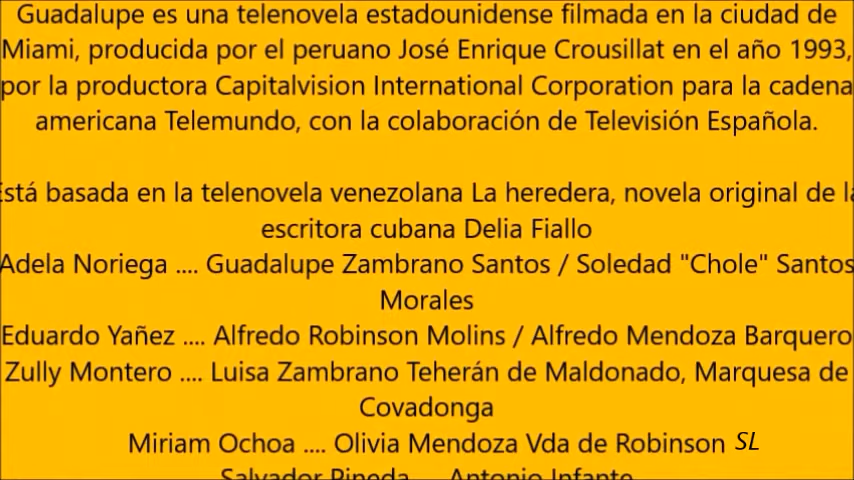 Guadalupe es una telenovela estadounidense filmada en la ciudad de
Miami, producida por el peruano José Enrique Crousillat en el año 1993,
por la productora Capitalvision International Corporation para la cadena
americana Telemundo, con la colaboración de Televisión Española.
Está basada en la telenovela venezolana La heredera, novela original de la
escritora cubana Delia Fiallo
Adela Noriega .... Guadalupe Zambrano Santos / Soledad "Chole" Santos
Morales
Eduardo Yañez .... Alfredo Robinson Molins / Alfredo Mendoza Barquero
Zully Montero .... Luisa Zambrano Teherán de Maldonado, Marquesa de
Covadonga
Miriam Ochoa .... Olivia Mendoza Vda de Robinson SL
Salvador Pineda .... Antonio Infante